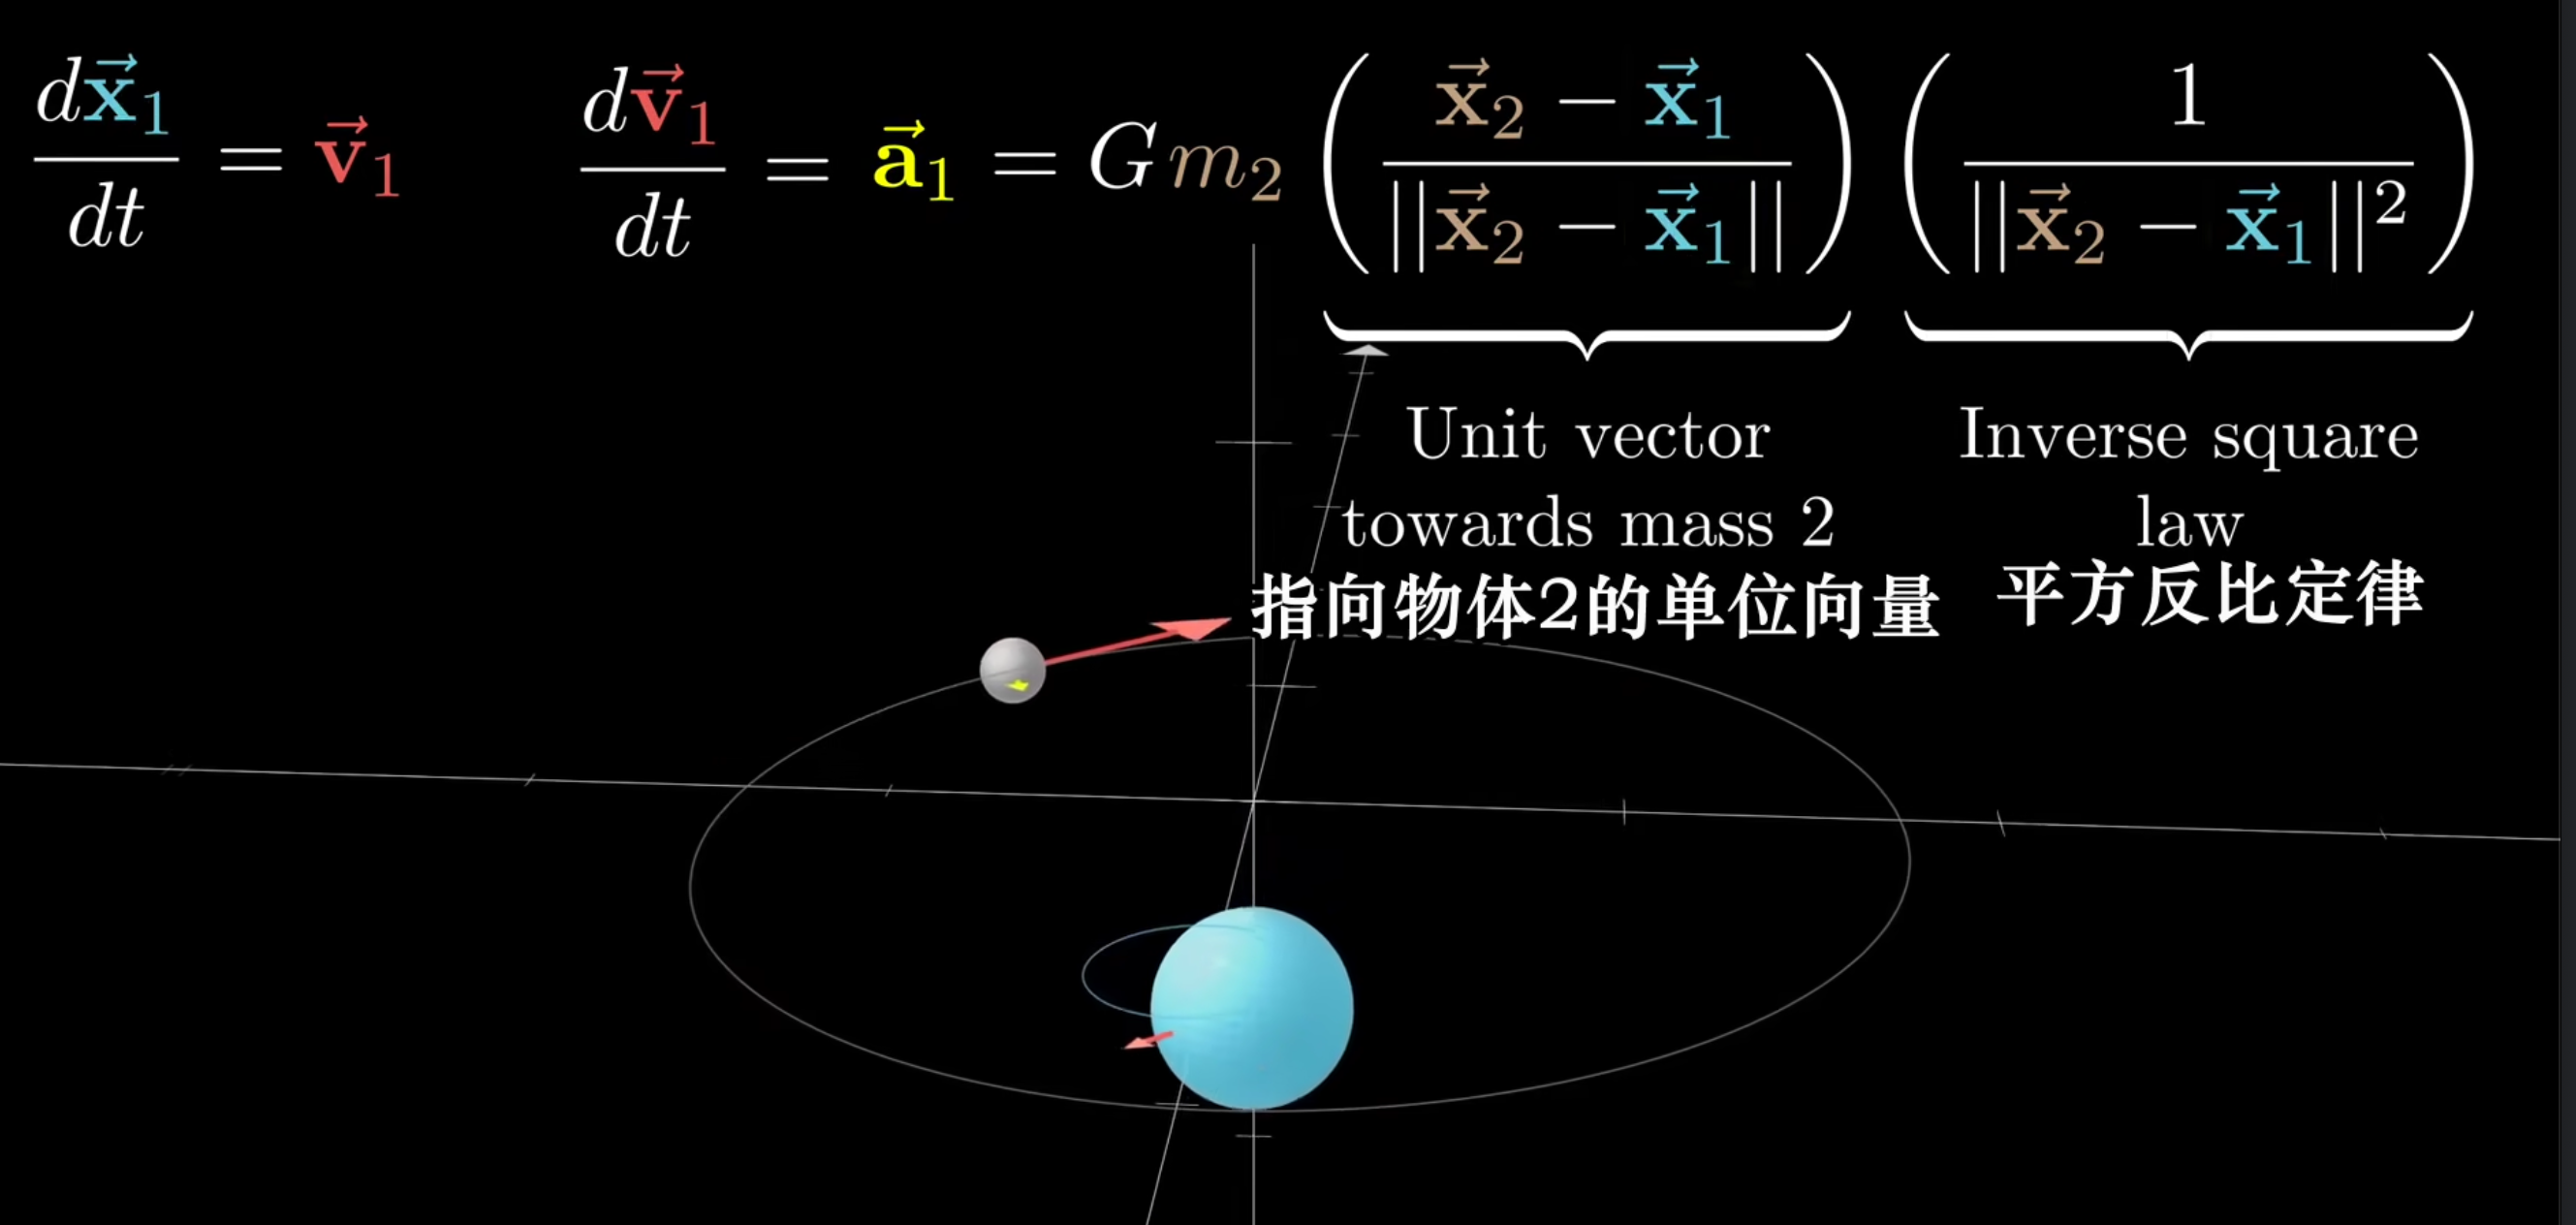 $\frac{d\vec{\mathbf{x}}_1}{dt} = \vec{\mathbf{v}}_1$
$\frac{d\vec{\mathbf{v}}_1}{dt} = \vec{\mathbf{a}}_1 = Gm_2 \left( \frac{\vec{\mathbf{x}}_2 - \vec{\mathbf{x}}_1}{||\vec{\mathbf{x}}_2 - \vec{\mathbf{x}}_1||} \right) \left( \frac{1}{||\vec{\mathbf{x}}_2 - \vec{\mathbf{x}}_1||^2} \right)$
Unit vector
towards mass 2
指向物体2的单位向量
Inverse square
law
平方反比定律